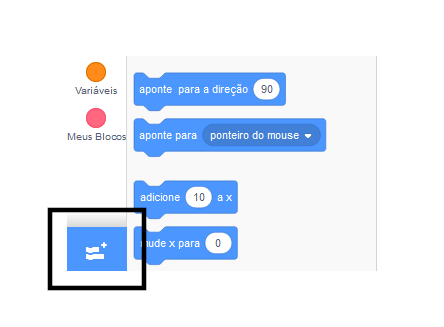 Variáveis
Meus Blocos
aponte para a direção 90
aponte para ponteiro do mouse
adicione 10 a x
mude x para 0